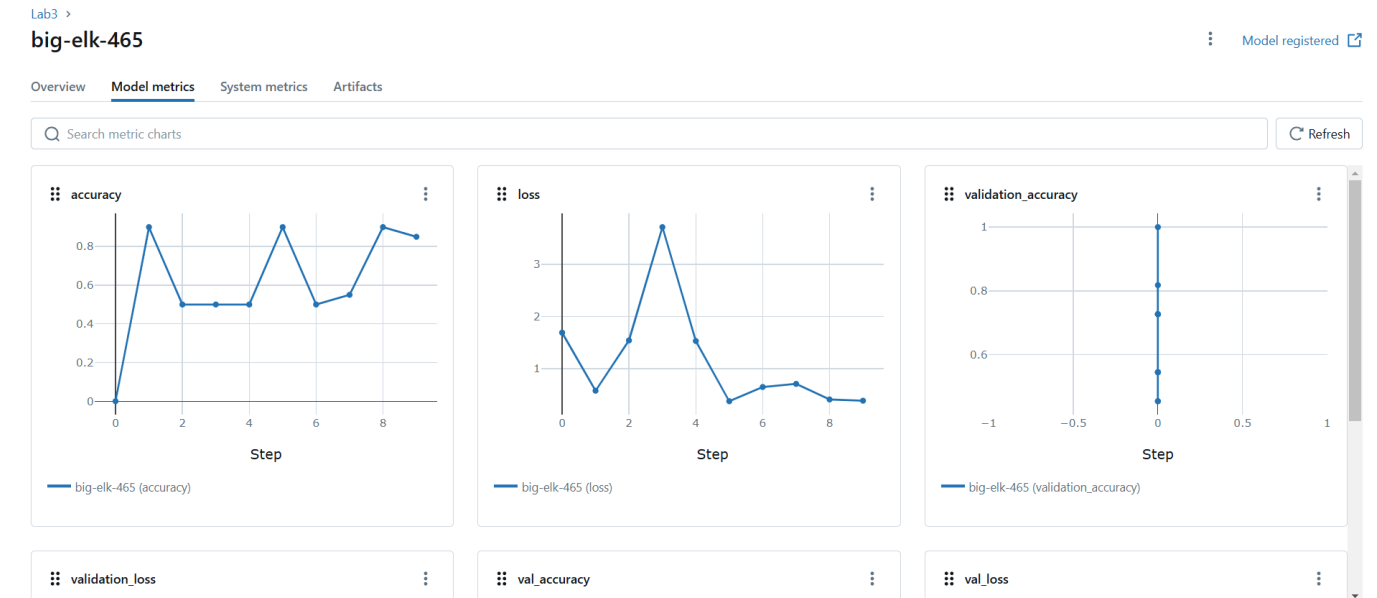 Lab3 >
big-elk-465
Model registered
Overview Model metrics System metrics Artifacts
Search metric charts
Refresh
accuracy
0.8
0.6
0.4
0.2
0
0 2 4 6 8
Step
big-elk-465 (accuracy)
loss
3
2
1
0 2 4 6 8
Step
big-elk-465 (loss)
validation_accuracy
1
0.8
0.6
−1 −0.5 0 0.5 1
Step
big-elk-465 (validation_accuracy)
validation_loss
val_accuracy
val_loss